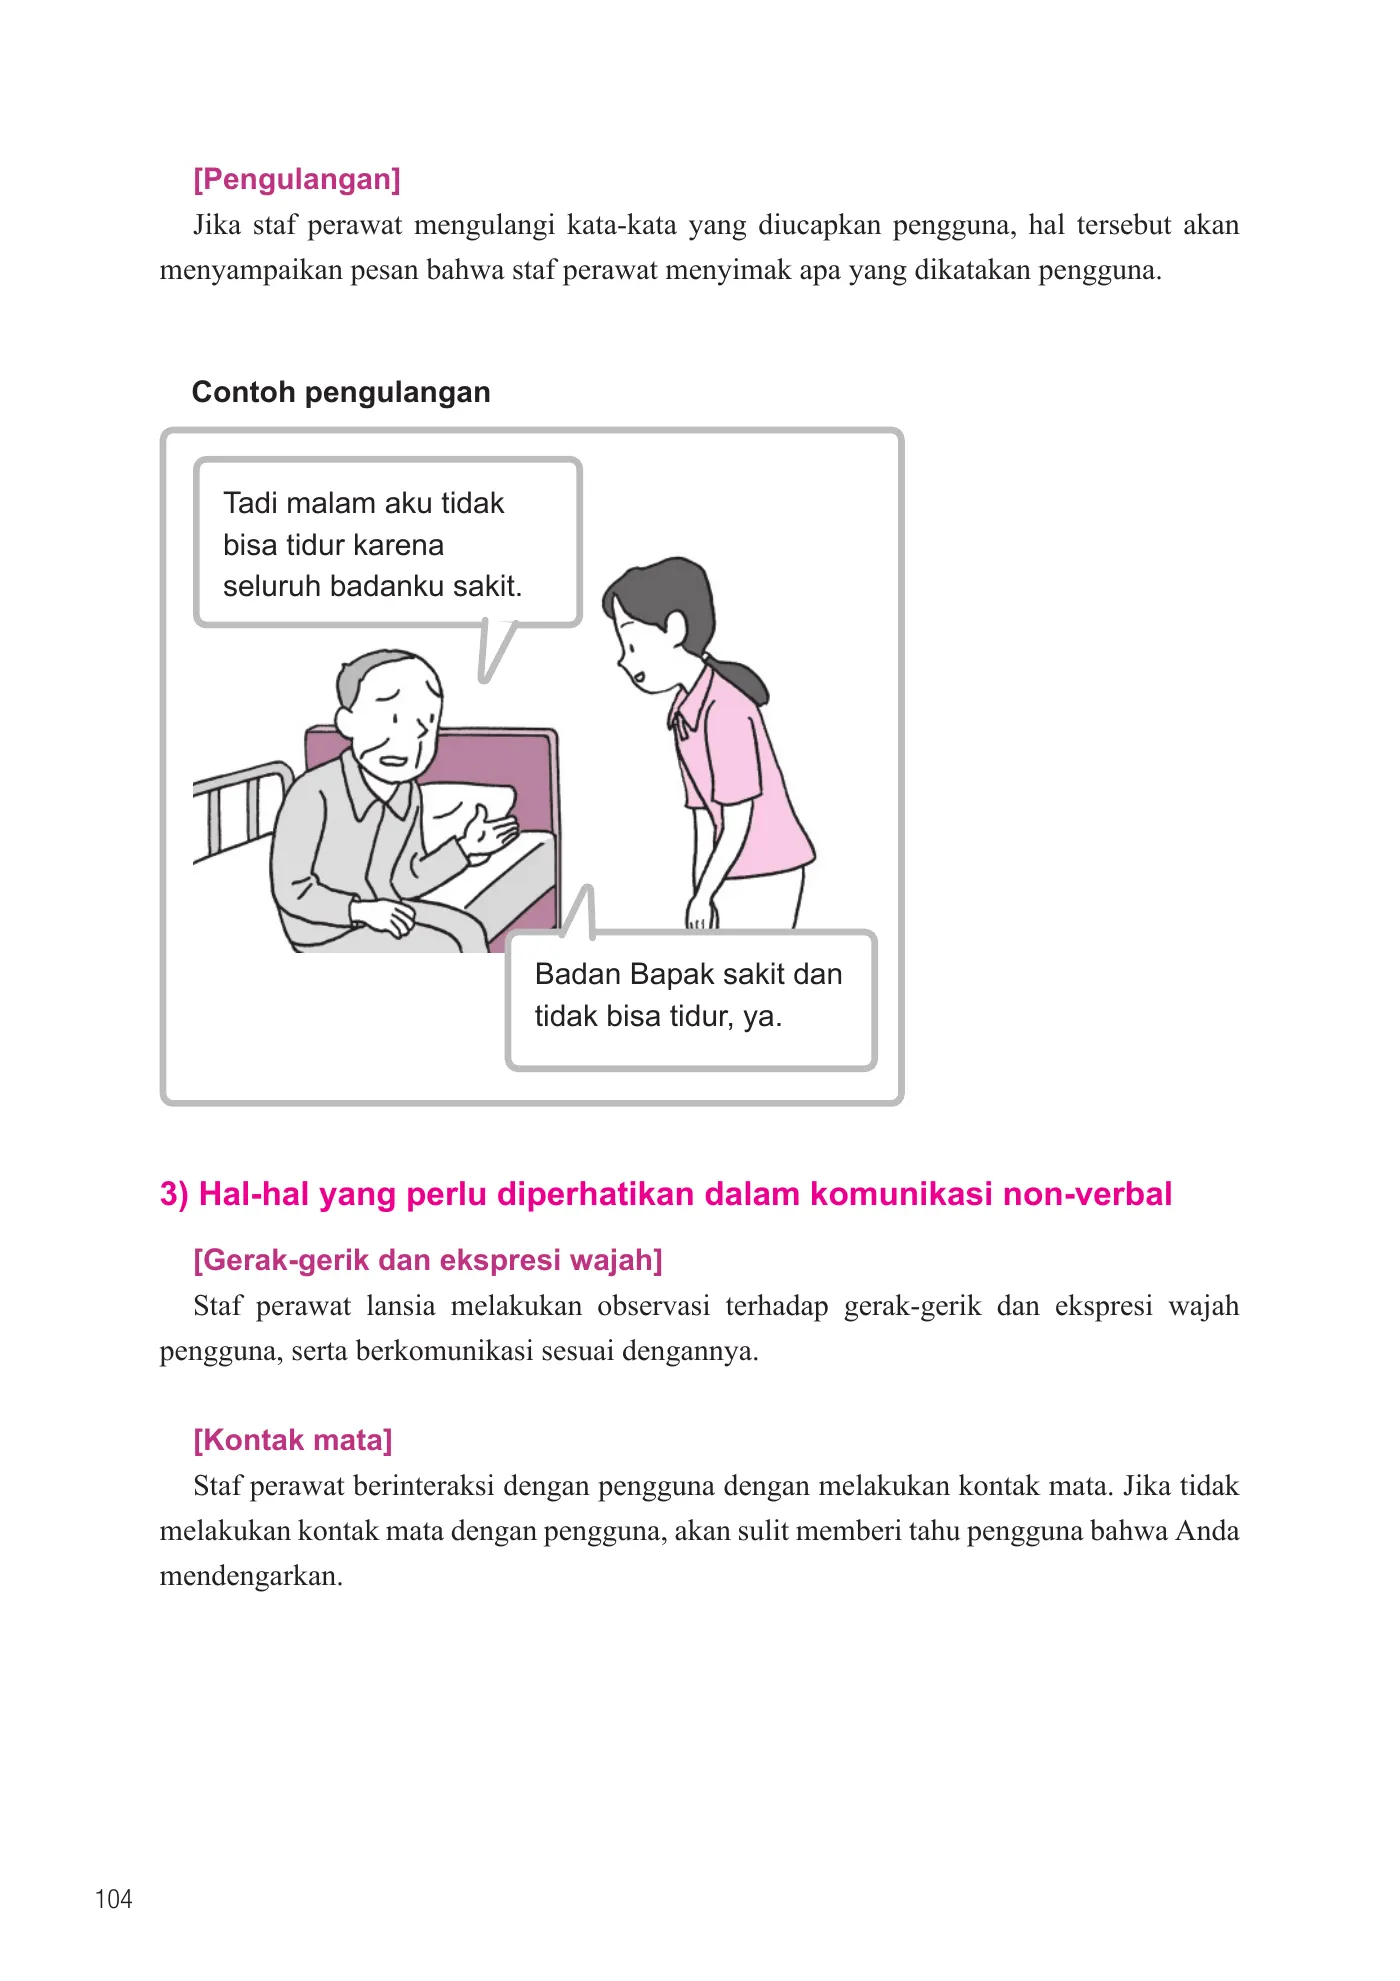 [Pengulangan]
Jika staf perawat mengulangi kata-kata yang diucapkan pengguna, hal tersebut akan
menyampaikan pesan bahwa staf perawat menyimak apa yang dikatakan pengguna.
Contoh pengulangan
Tadi malam aku tidak
bisa tidur karena
seluruh badanku sakit.
Badan Bapak sakit dan
tidak bisa tidur, ya.
3) Hal-hal yang perlu diperhatikan dalam komunikasi non-verbal
[Gerak-gerik dan ekspresi wajah]
Staf perawat lansia melakukan observasi terhadap gerak-gerik dan ekspresi wajah
pengguna, serta berkomunikasi sesuai dengannya.
[Kontak mata]
Staf perawat berinteraksi dengan pengguna dengan melakukan kontak mata. Jika tidak
melakukan kontak mata dengan pengguna, akan sulit memberi tahu pengguna bahwa Anda
mendengarkan.
104